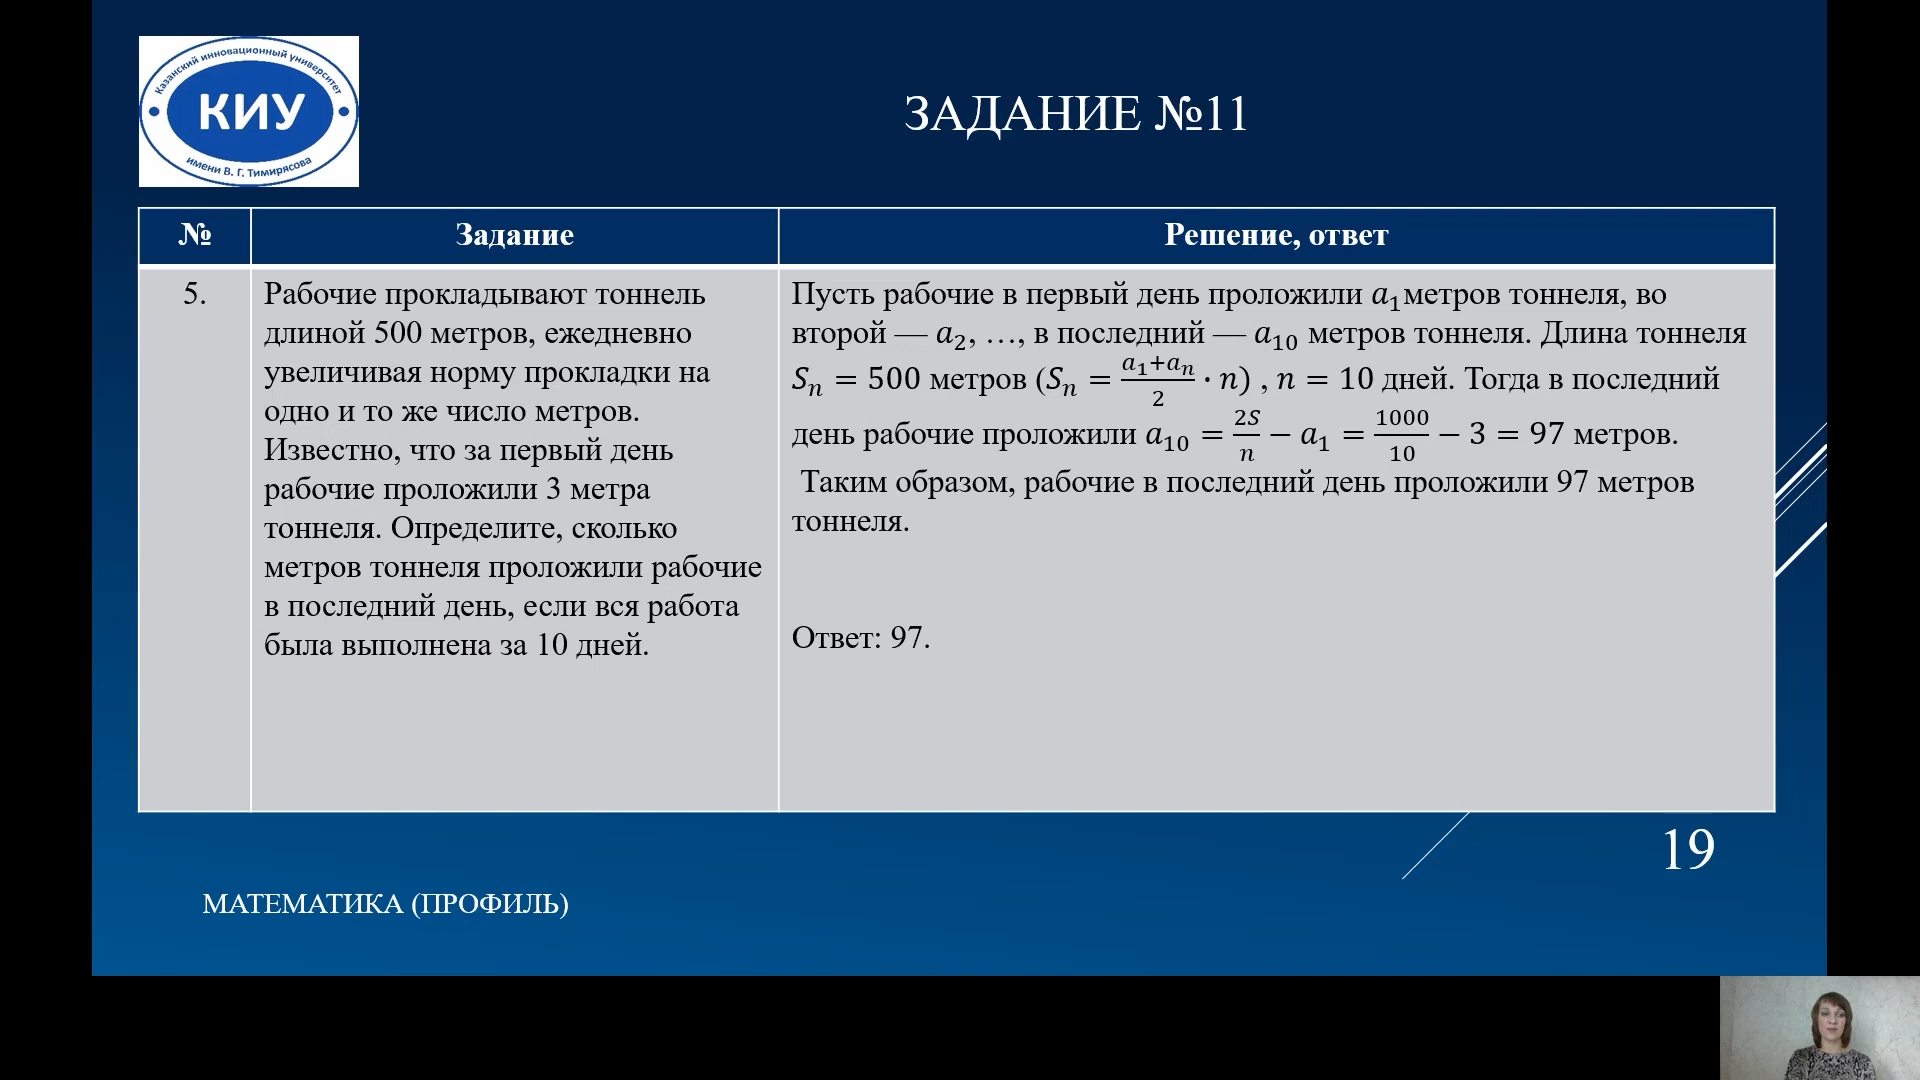 Казанский инновационный университет
КИУ
имени В. Г. Тимирясова
ЗАДАНИЕ №11
№
Задание
Решение, ответ
5.
Рабочие прокладывают тоннель
длиной 500 метров, ежедневно
увеличивая норму прокладки на
одно и то же число метров.
Известно, что за первый день
рабочие проложили 3 метра
тоннеля. Определите, сколько
метров тоннеля проложили рабочие
в последний день, если вся работа
была выполнена за 10 дней.
Пусть рабочие в первый день проложили a₁метров тоннеля, во
второй — a₂, …, в последний — a₁₀ метров тоннеля. Длина тоннеля
Sₙ = 500 метров (Sₙ = (a₁+aₙ)/2 · n) , n = 10 дней. Тогда в последний
день рабочие проложили a₁₀ = 2S/n − a₁ = 1000/10 − 3 = 97 метров.
Таким образом, рабочие в последний день проложили 97 метров
тоннеля.
Ответ: 97.
19
МАТЕМАТИКА (ПРОФИЛЬ)